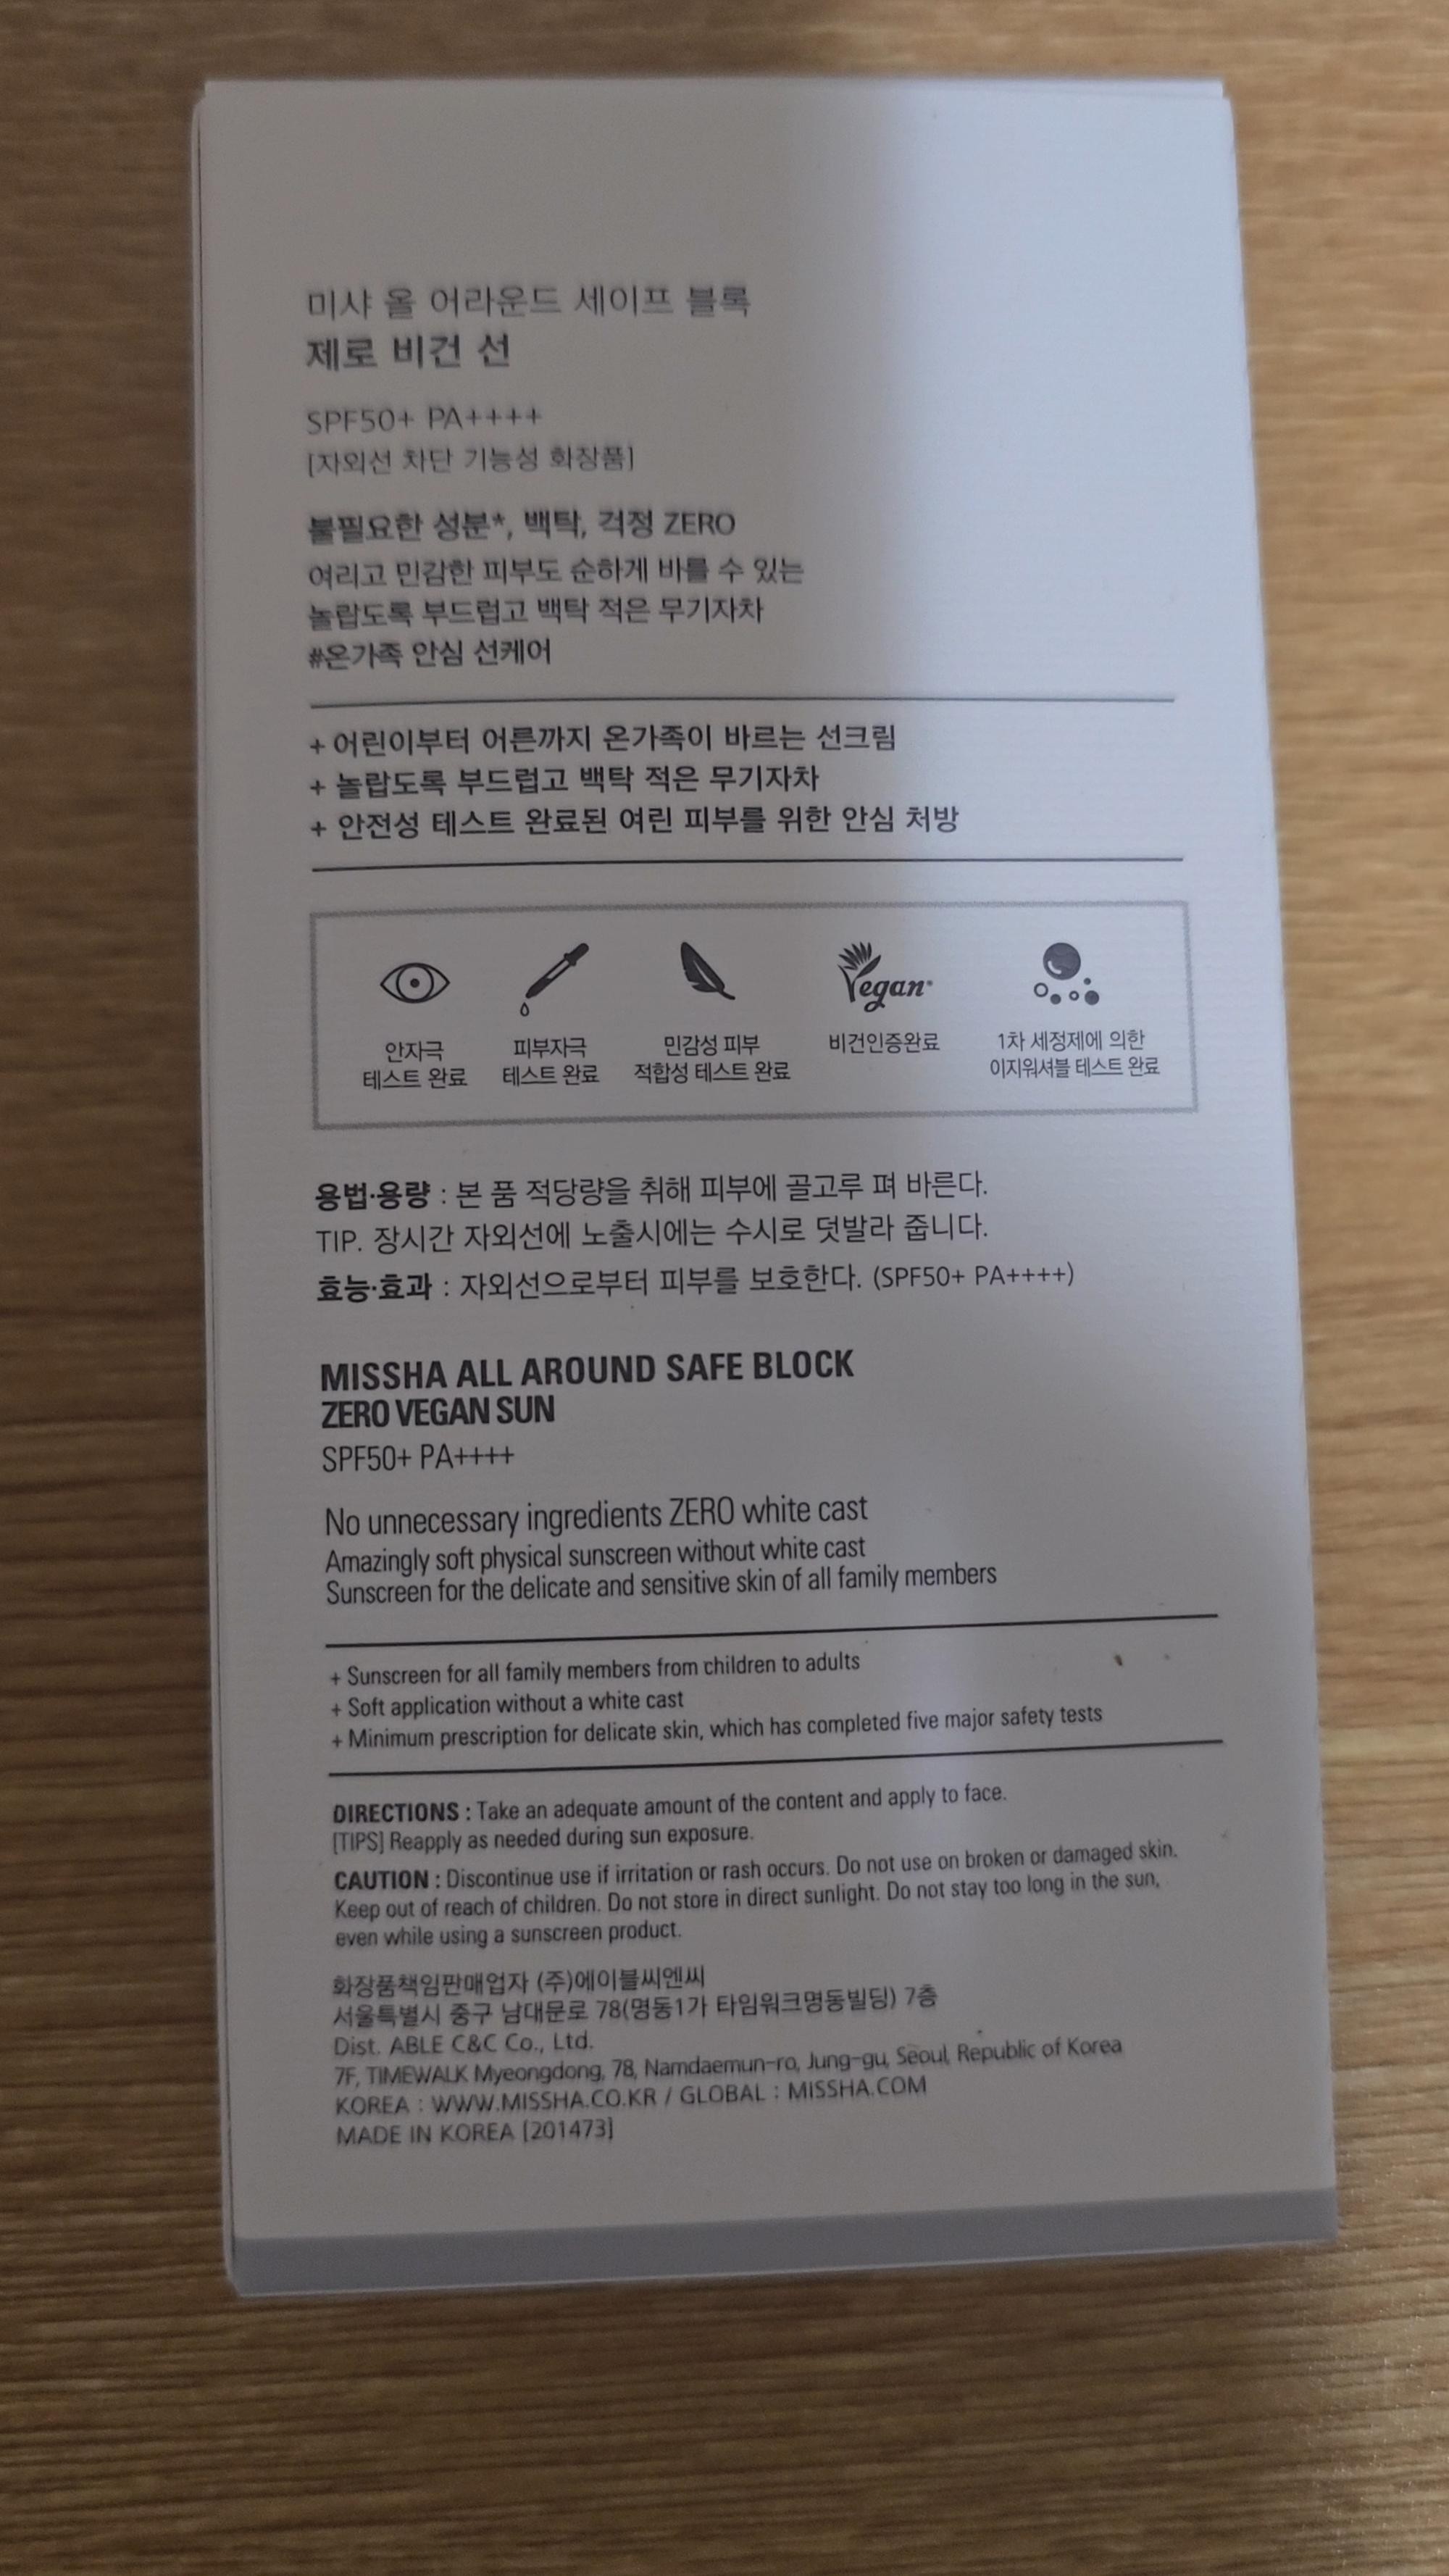 미샤 올 어라운드 세이프 블록
제로 비건 선
SPF50+ PA++++
[자외선 차단 기능성 화장품]
불필요한 성분*, 백탁, 걱정 ZERO
여리고 민감한 피부도 순하게 바를 수 있는
놀랍도록 부드럽고 백탁 적은 무기자차
#온가족 안심 선케어
+ 어린이부터 어른까지 온가족이 바르는 선크림
+ 놀랍도록 부드럽고 백탁 적은 무기자차
+ 안전성 테스트 완료된 여린 피부를 위한 안심 처방
안자극
테스트 완료
피부자극
테스트 완료
민감성 피부
적합성 테스트 완료
Vegan
비건인증완료
1차 세정제에 의한
이지워셔블 테스트 완료
용법·용량 : 본 품 적당량을 취해 피부에 골고루 펴 바른다.
TIP. 장시간 자외선에 노출시에는 수시로 덧발라 줍니다.
효능·효과 : 자외선으로부터 피부를 보호한다. (SPF50+ PA++++)
MISSHA ALL AROUND SAFE BLOCK
ZERO VEGAN SUN
SPF50+ PA++++
No unnecessary ingredients ZERO white cast
Amazingly soft physical sunscreen without white cast
Sunscreen for the delicate and sensitive skin of all family members
+ Sunscreen for all family members from children to adults
+ Soft application without a white cast
+ Minimum prescription for delicate skin, which has completed five major safety tests
DIRECTIONS : Take an adequate amount of the content and apply to face.
[TIPS] Reapply as needed during sun exposure.
CAUTION : Discontinue use if irritation or rash occurs. Do not use on broken or damaged skin.
Keep out of reach of children. Do not store in direct sunlight. Do not stay too long in the sun,
even while using a sunscreen product.
화장품책임판매업자 (주)에이블씨엔씨
서울특별시 중구 남대문로 78(명동1가 타임워크명동빌딩) 7층
Dist. ABLE C&C Co., Ltd.
7F, TIMEWALK Myeongdong, 78, Namdaemun-ro, Jung-gu, Seoul, Republic of Korea
KOREA : WWW.MISSHA.CO.KR / GLOBAL : MISSHA.COM
MADE IN KOREA [201473]